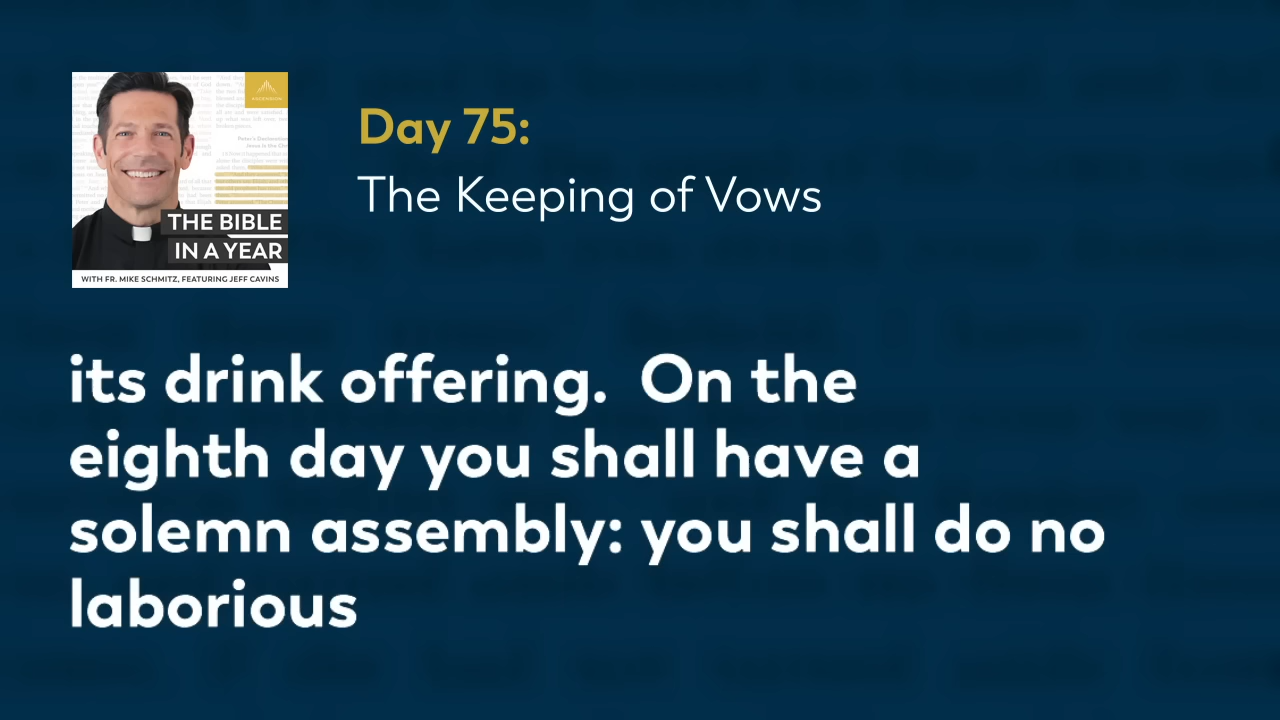 THE BIBLE
IN A YEAR
WITH FR. MIKE SCHMITZ, FEATURING JEFF CAVINS
Day 75:
The Keeping of Vows
its drink offering.  On the
eighth day you shall have a
solemn assembly: you shall do no
laborious